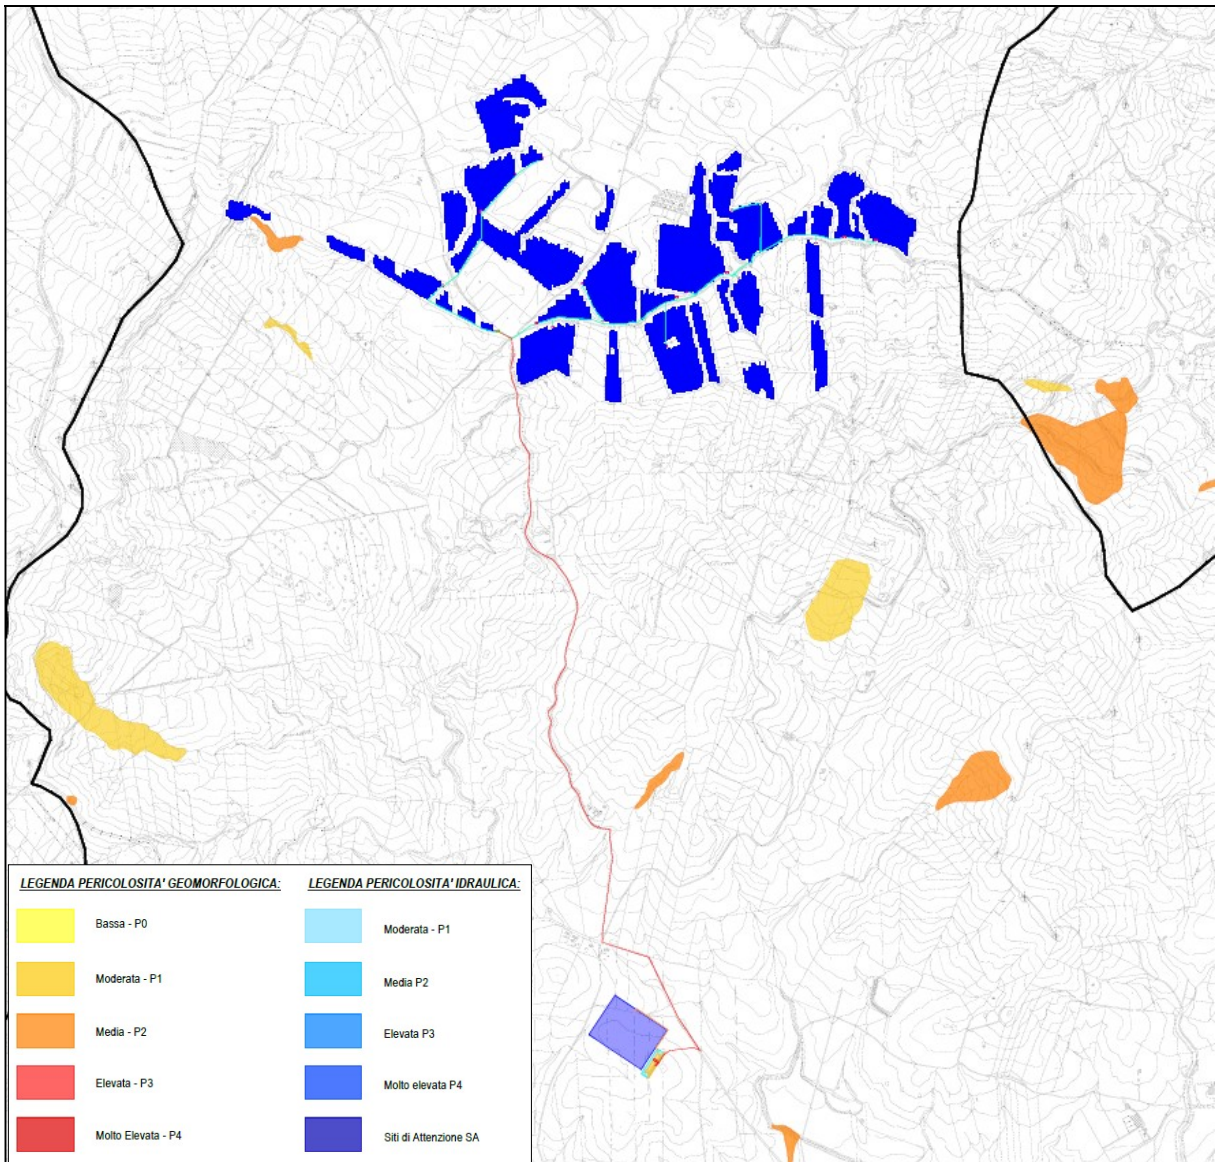 LEGENDA PERICOLOSITA' GEOMORFOLOGICA:
Bassa - P0
Moderata - P1
Media - P2
Elevata - P3
Molto Elevata - P4
LEGENDA PERICOLOSITA' IDRAULICA:
Moderata - P1
Media P2
Elevata P3
Molto elevata P4
Siti di Attenzione SA